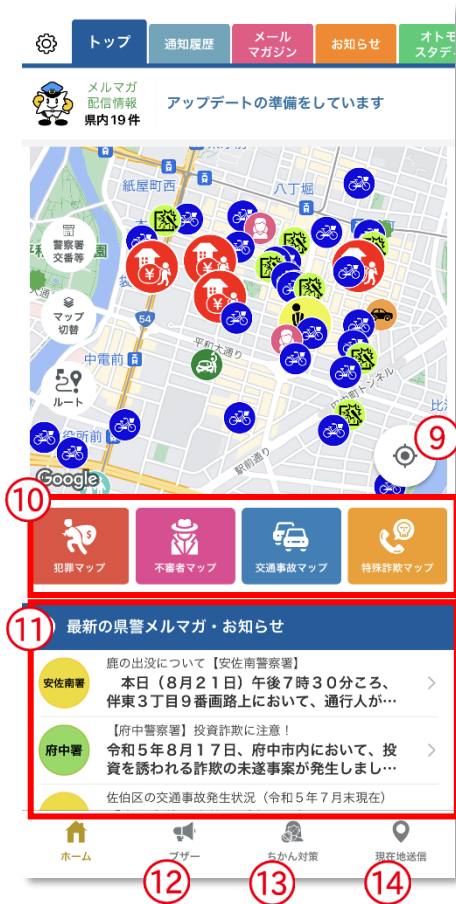 トップ
通知履歴
メール
マガジン
お知らせ
オトモ
スタデ
メルマガ
配信情報
県内19件
アップデートの準備をしています
紙屋町西
八丁堀
警察署
交番等
園
マップ
切替
54
平和大通り
中電前
ルート
役所前
駅前通り
比
Google
⑨
⑩
犯罪マップ
不審者マップ
交通事故マップ
特殊詐欺マップ
⑪
最新の県警メルマガ・お知らせ
安佐南署
鹿の出没について【安佐南警察署】
本日（8月21日）午後7時30分ころ、
伴東3丁目9番画路上において、通行人が…
府中署
【府中警察署】投資詐欺に注意！
令和5年8月17日、府中市内において、投
資を誘われる詐欺の未遂事案が発生しまし…
佐伯区の交通事故発生状況（令和5年7月末現在）
ホーム
ブザー
ちかん対策
現在地送信
⑫
⑬
⑭